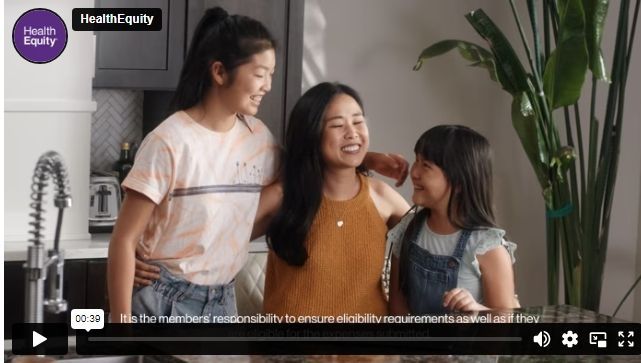 Health
Equity
HealthEquity
It is the members' responsibility to ensure eligibility requirements as well as if they
are eligible for the expenses submitted.
00:39